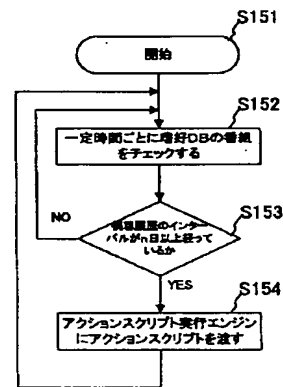 S151
開始
S152
一定時間ごとに嗜好DBの番組
をチェックする
S153
視聴履歴のインター
バルがn日以上経って
いるか
NO
YES
S154
アクションスクリプト実行エンジン
にアクションスクリプトを渡す